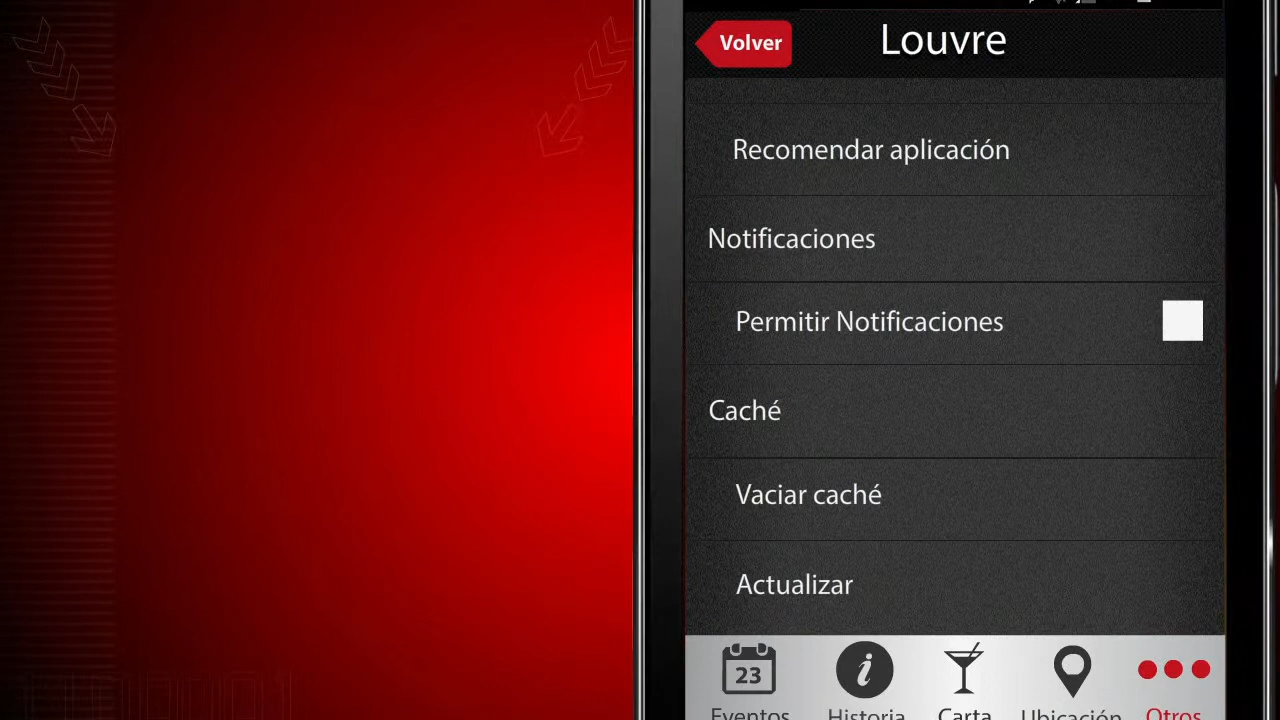 Volver
Louvre
Recomendar aplicación
Notificaciones
Permitir Notificaciones
Caché
Vaciar caché
Actualizar
23
Eventos
Historia
Carta
Ubicación
Otros